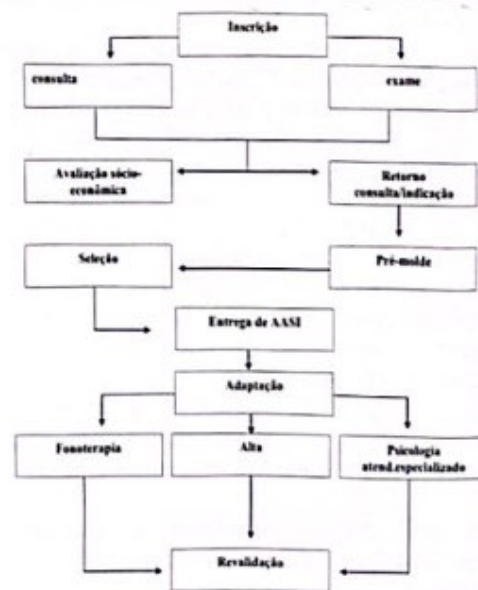 Inscrição
consulta
exame
Avaliação sócio-
econômica
Retorno
consulta/indicação
Seleção
Pré-molde
Entrega de AASI
Adaptação
Fonoterapia
Alta
Psicologia
atend.especializado
Revalidação